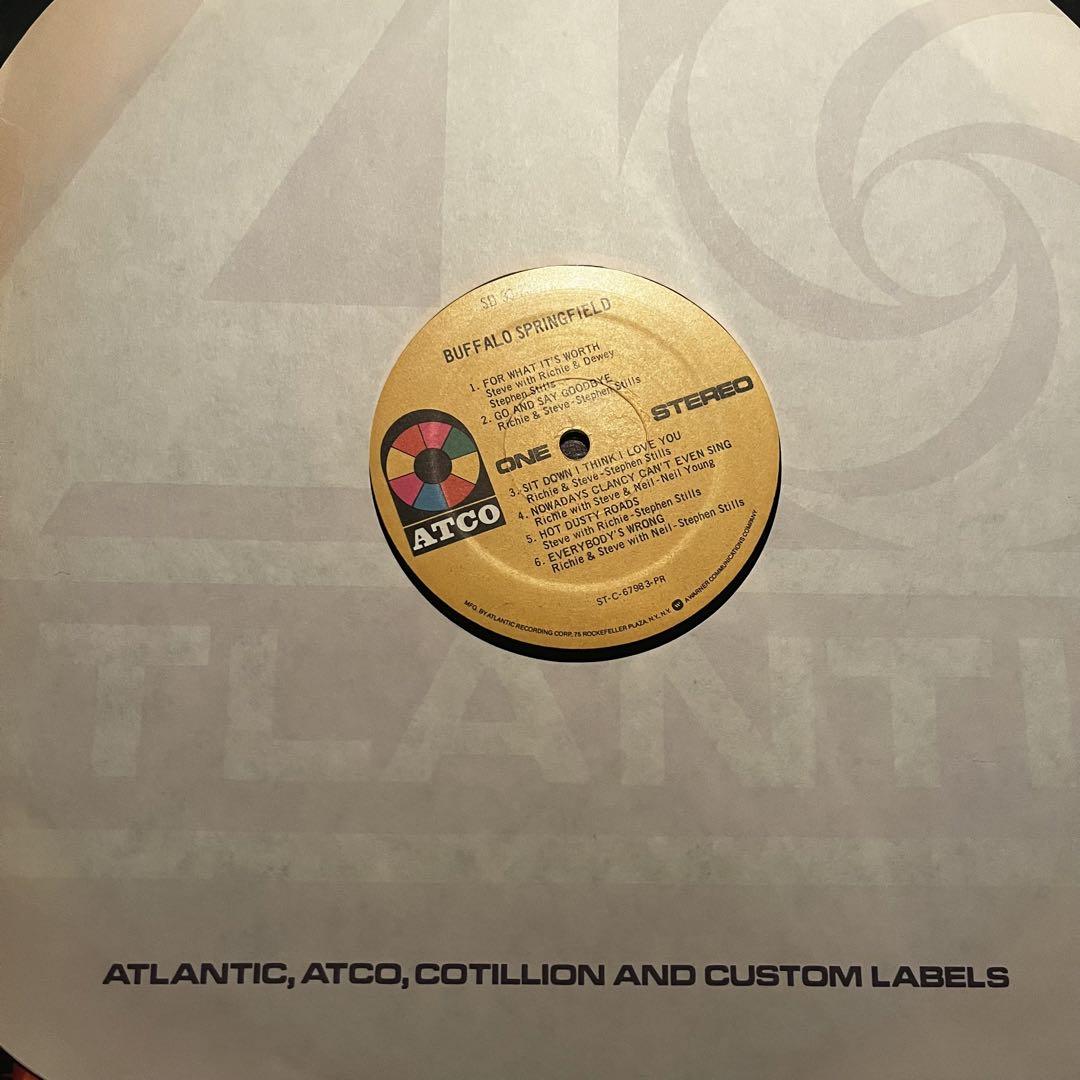 SD 33
BUFFALO SPRINGFIELD
1. FOR WHAT IT'S WORTH
Steve with Richie & Dewey
Stephen Stills
2. GO AND SAY GOODBYE
Richie & Steve-Stephen Stills
ONE STEREO
3. SIT DOWN I THINK I LOVE YOU
Richie & Steve-Stephen Stills
4. NOWADAYS CLANCY CAN'T EVEN SING
Richie with Steve & Neil-Neil Young
5. HOT DUSTY ROADS
Steve with Richie-Stephen Stills
6. EVERYBODY'S WRONG
Richie & Steve with Neil-Stephen Stills
ATCO
ST-C-67983-PR
MFG. BY ATLANTIC RECORDING CORP. 75 ROCKEFELLER PLAZA, N.Y., N.Y. A WARNER COMMUNICATIONS COMPANY
TLANTI
ATLANTIC, ATCO, COTILLION AND CUSTOM LABELS